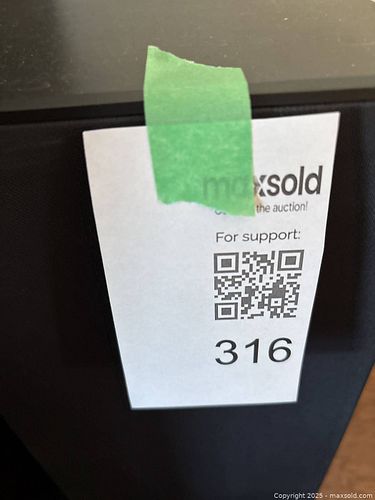 maxsold
the auction!
For support:
316
Copyright 2025 - maxsold.com